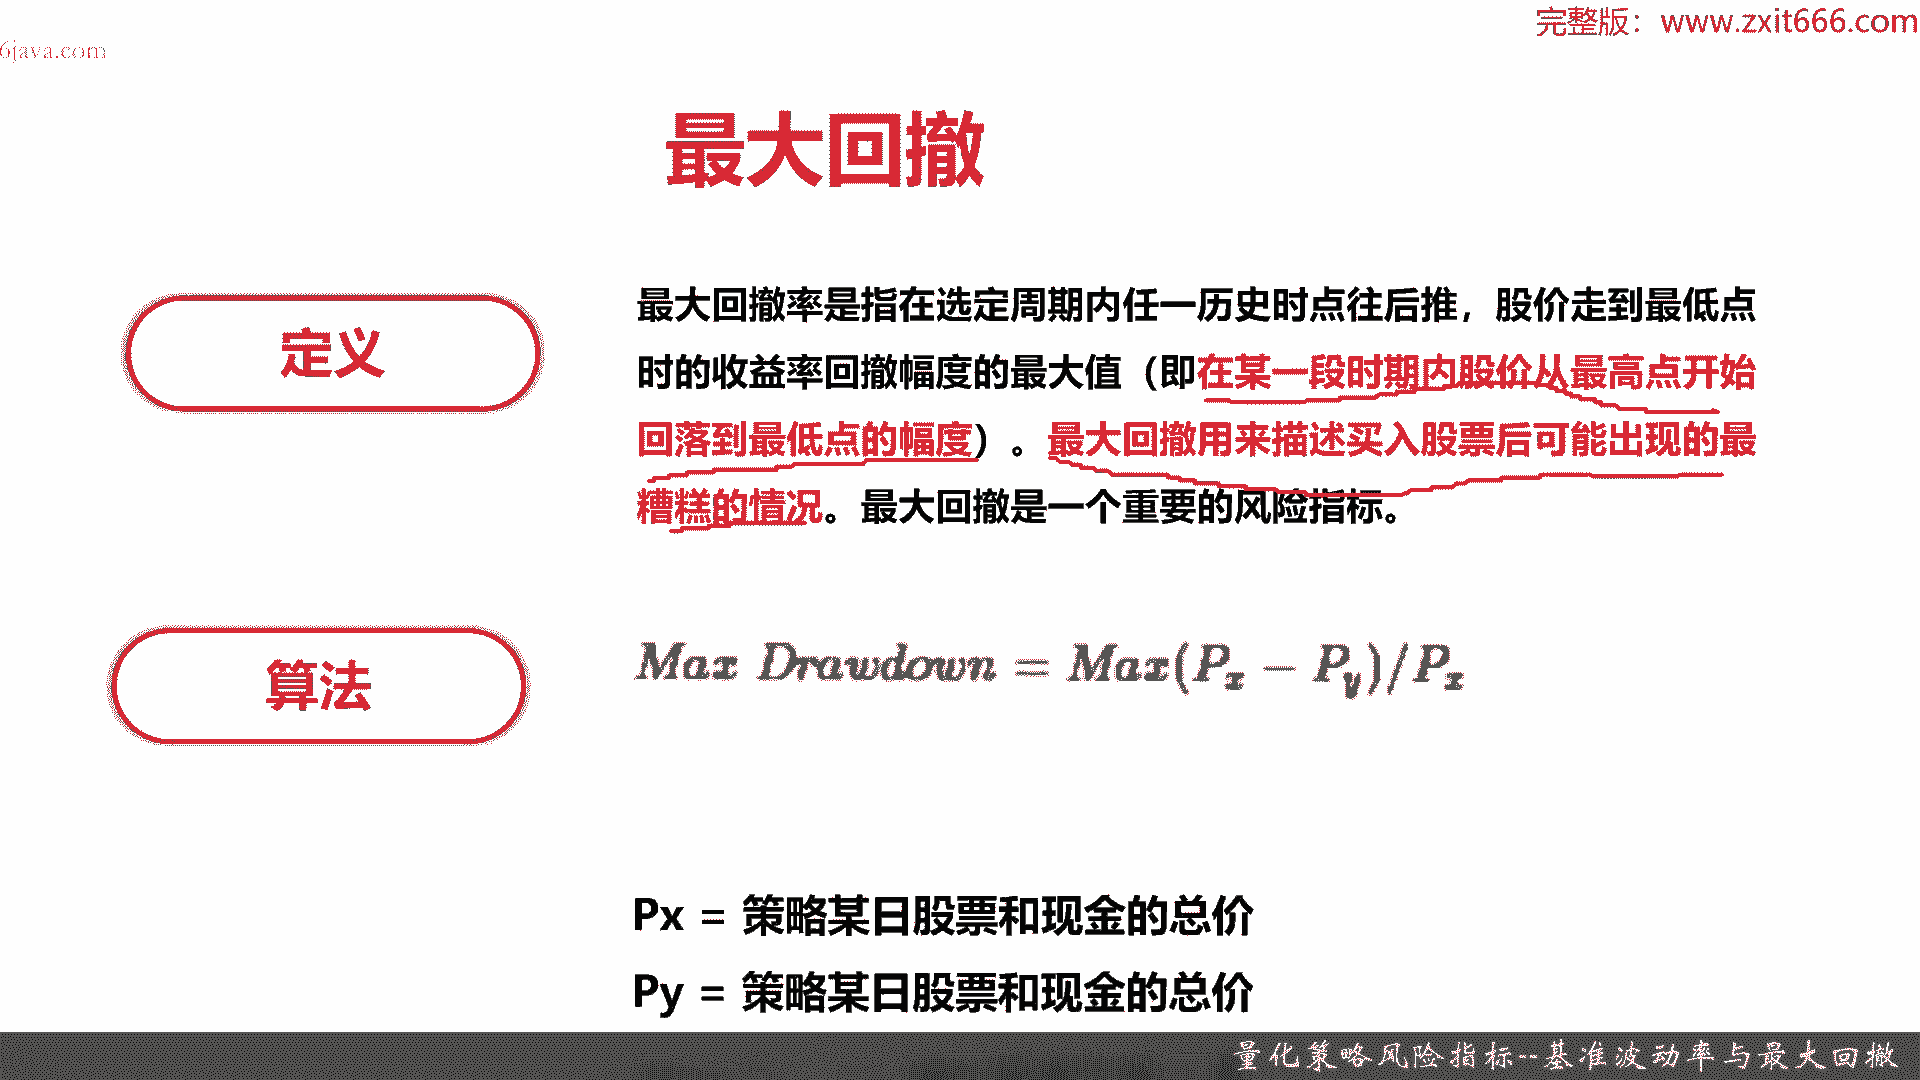 完整版：www.zxit666.com
6java.com
最大回撤
定义
最大回撤率是指在选定周期内任一历史时点往后推，股价走到最低点
时的收益率回撤幅度的最大值（即在某一段时期内股价从最高点开始
回落到最低点的幅度）。最大回撤用来描述买入股票后可能出现的最
糟糕的情况。最大回撤是一个重要的风险指标。
算法
Max Drawdown = Max(Px − Py)/Px
Px = 策略某日股票和现金的总价
Py = 策略某日股票和现金的总价
量化策略风险指标--基准波动率与最大回撤